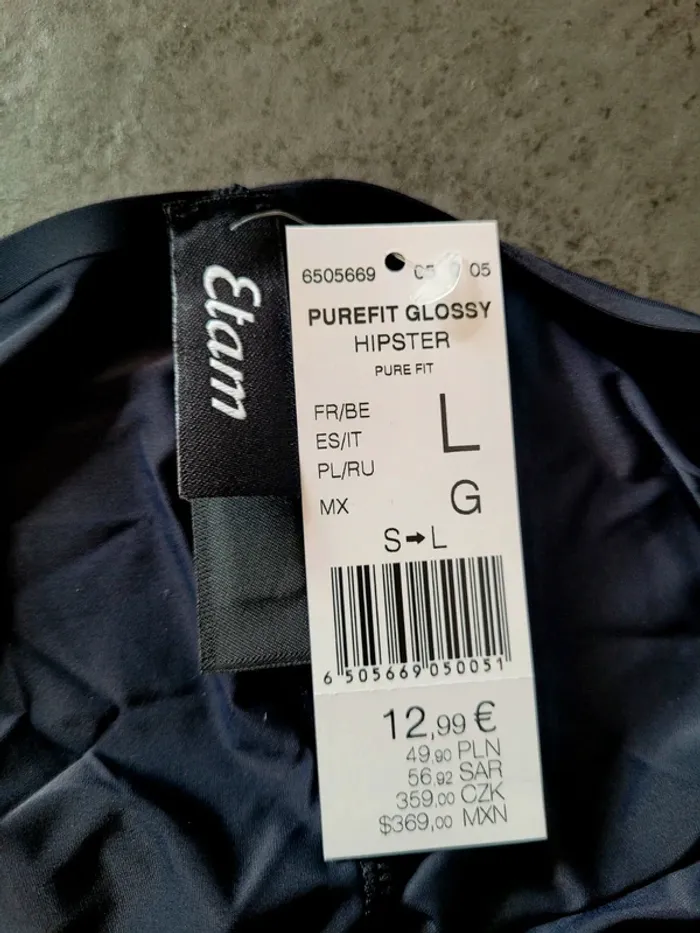 Etam
6505669 05
PUREFIT GLOSSY
HIPSTER
PURE FIT
FR/BE
ES/IT
PL/RU
L
MX G
S➞L
6 505669 050051
12,99 €
49,90 PLN
56,92 SAR
359,00 CZK
$369,00 MXN